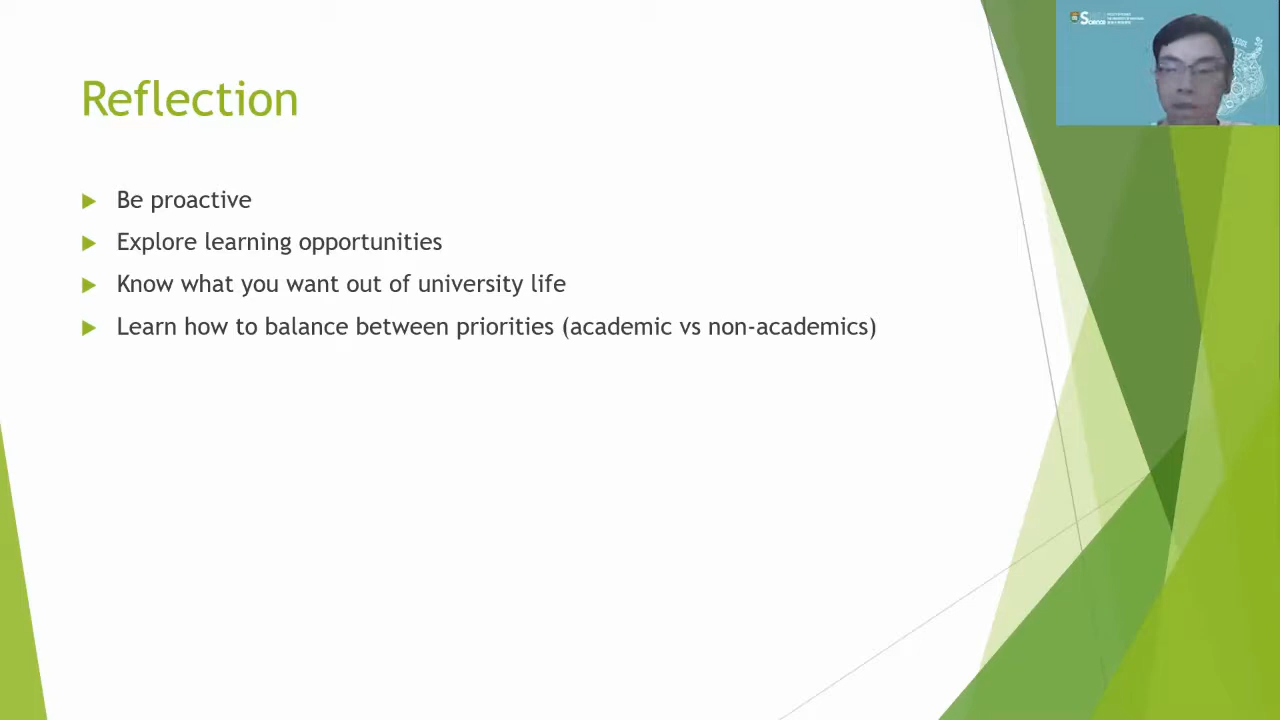 Reflection
Be proactive
Explore learning opportunities
Know what you want out of university life
Learn how to balance between priorities (academic vs non-academics)